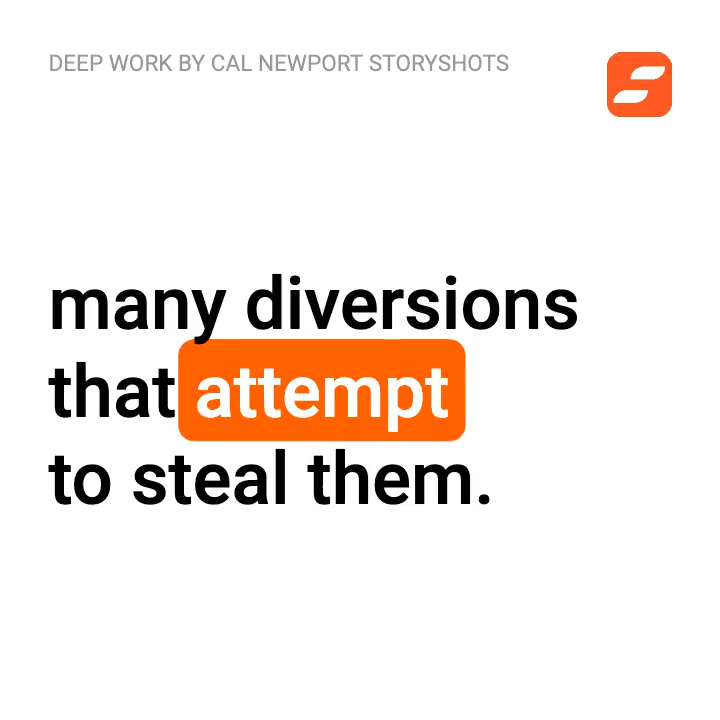 DEEP WORK BY CAL NEWPORT STORYSHOTS
many diversions
that attempt
to steal them.